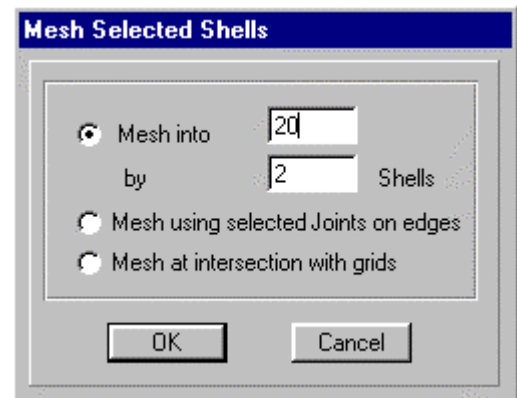 Mesh Selected Shells
Mesh into 20
by 2 Shells
Mesh using selected Joints on edges
Mesh at intersection with grids
OK Cancel